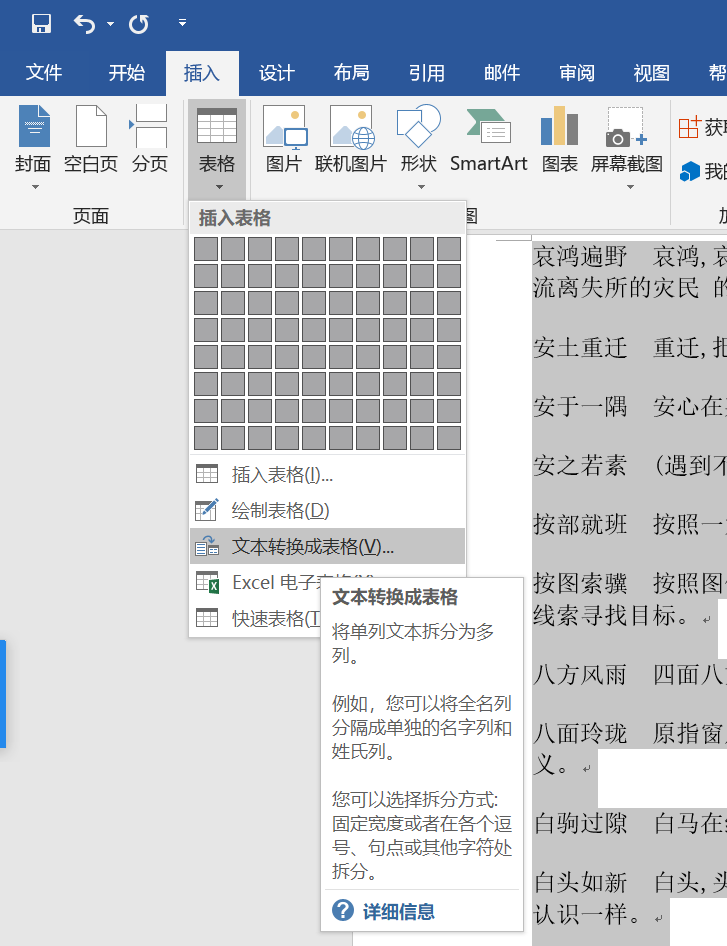 文件 开始 插入 设计 布局 引用 邮件 审阅 视图 帮
封面 空白页 分页 表格 图片 联机图片 形状 SmartArt 图表 屏幕截图
获
我的
页面 图 加
插入表格
插入表格(I)...
绘制表格(D)
文本转换成表格(V)...
Excel 电子
快速表格(T
文本转换成表格
将单列文本拆分为多
列。
例如，您可以将全名列
分隔成单独的名字列和
姓氏列。
您可以选择拆分方式:
固定宽度或者在各个逗
号、句点或其他字符处
拆分。
详细信息
哀鸿遍野 哀鸿,哀
流离失所的灾民 的
安土重迁 重迁,把
安于一隅 安心在
安之若素 (遇到不
按部就班 按照一
按图索骥 按照图
线索寻找目标。
八方风雨 四面八
八面玲珑 原指窗
义。
白驹过隙 白马在
白头如新 白头,头
认识一样。